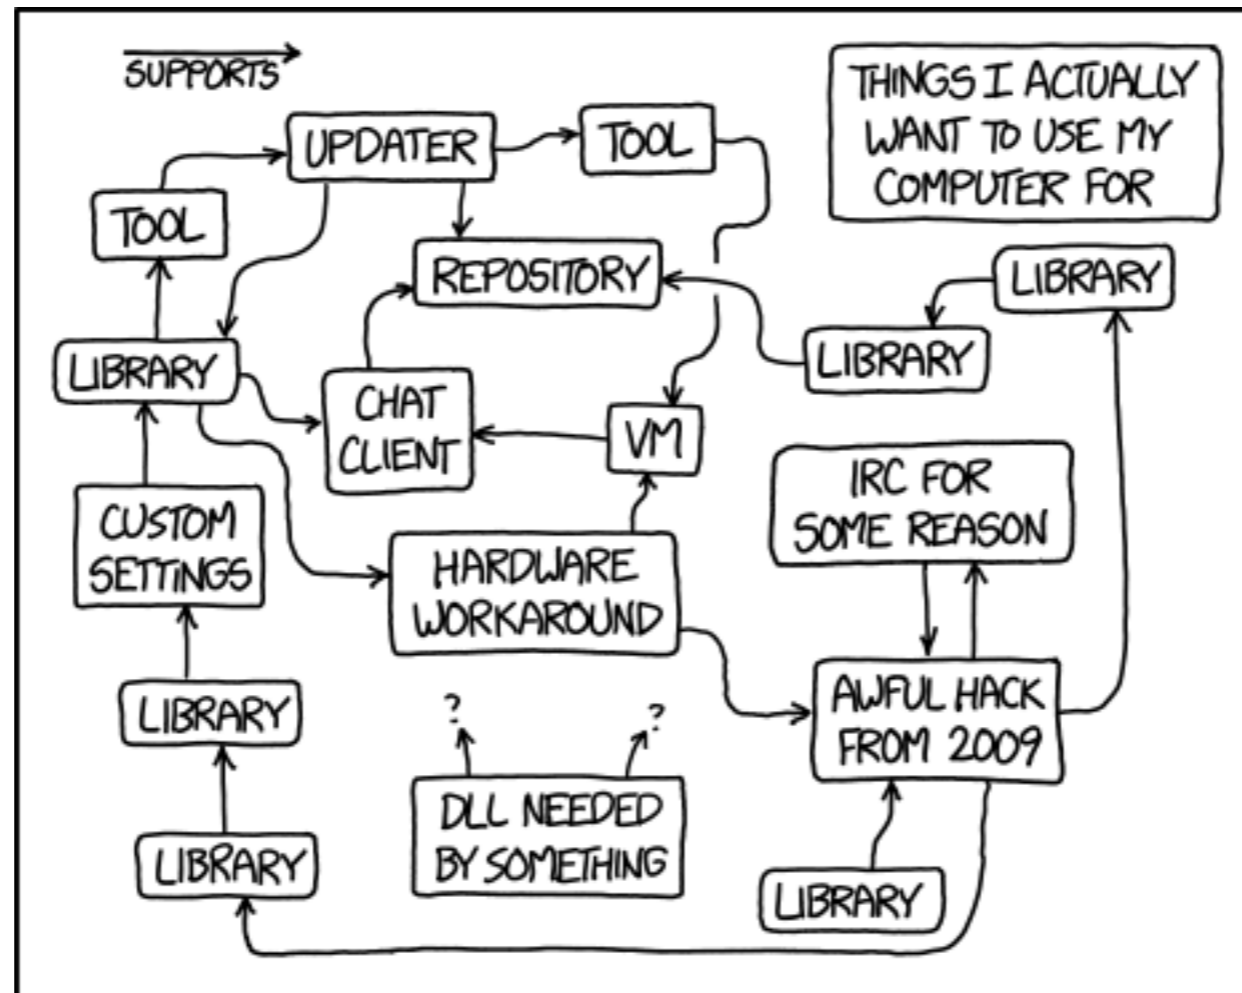 SUPPORTS
THINGS I ACTUALLY
WANT TO USE MY
COMPUTER FOR
UPDATER
TOOL
TOOL
REPOSITORY
LIBRARY
LIBRARY
LIBRARY
CHAT
CLIENT
VM
IRC FOR
SOME REASON
CUSTOM
SETTINGS
HARDWARE
WORKAROUND
LIBRARY
?
?
AWFUL HACK
FROM 2009
DLL NEEDED
BY SOMETHING
LIBRARY
LIBRARY